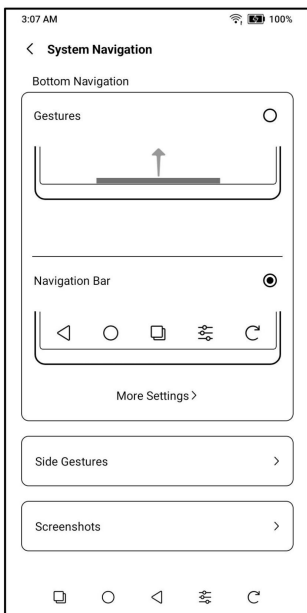 3:07 AM 100%
System Navigation
Bottom Navigation
Gestures
Navigation Bar
More Settings
Side Gestures
Screenshots